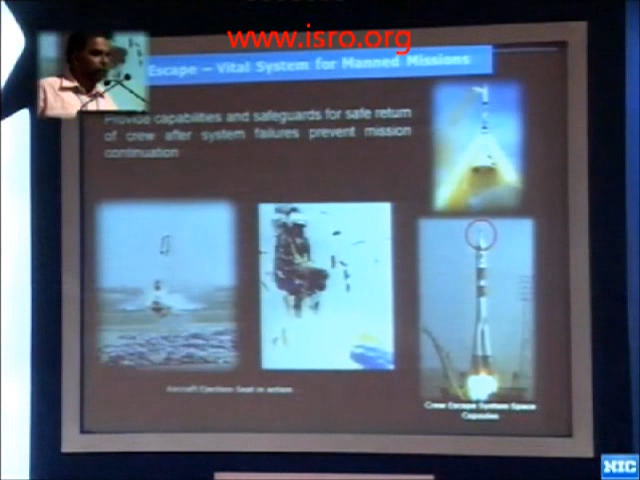 www.isro.org
Escape – Vital System for Manned Missions
Provide capabilities and safeguards for safe return
of crew after system failures prevent mission
continuation
Aircraft Ejection Seat in action
Crew Escape System Space
Capsules
NIC